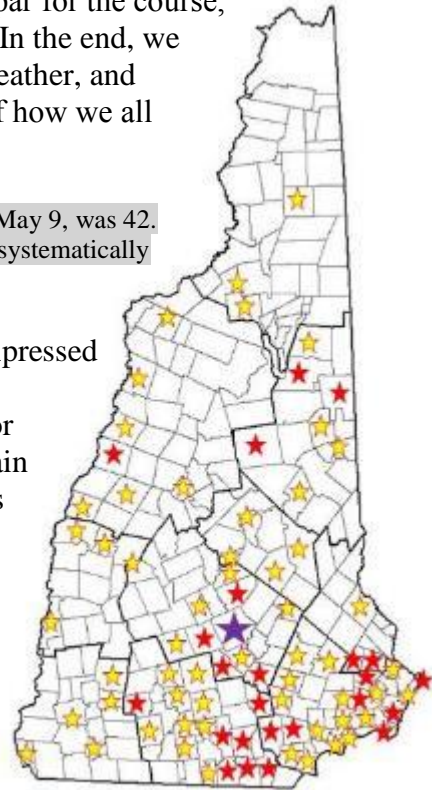 par for the course,
In the end, we
eather, and
f how we all
May 9, was 42.
systematically
pressed
or
ain
s